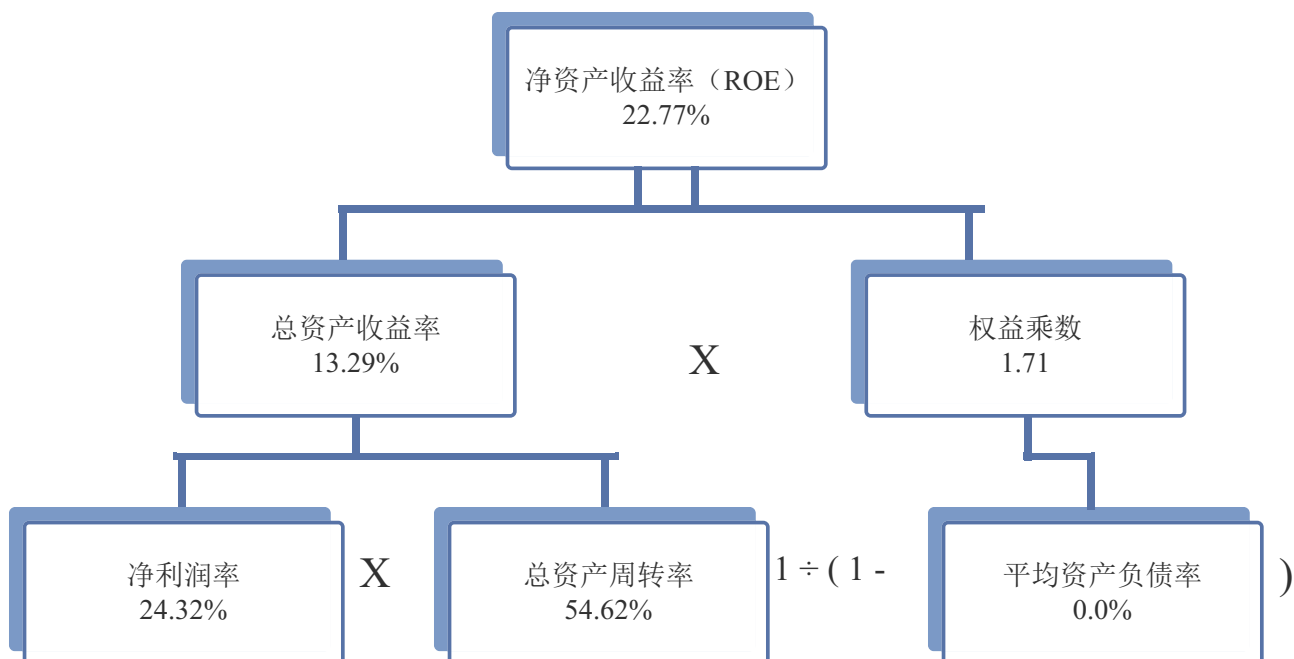 净资产收益率（ROE）
22.77%
总资产收益率
13.29%
X
权益乘数
1.71
净利润率
24.32%
X
总资产周转率
54.62%
1 ÷ ( 1 -
平均资产负债率
0.0%
)